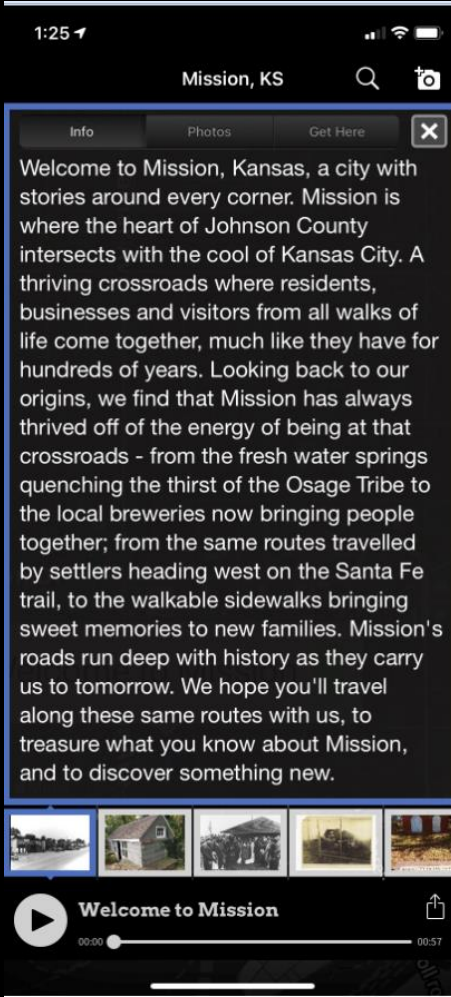 1:25
Mission, KS
Info Photos Get Here
Welcome to Mission, Kansas, a city with
stories around every corner. Mission is
where the heart of Johnson County
intersects with the cool of Kansas City. A
thriving crossroads where residents,
businesses and visitors from all walks of
life come together, much like they have for
hundreds of years. Looking back to our
origins, we find that Mission has always
thrived off of the energy of being at that
crossroads - from the fresh water springs
quenching the thirst of the Osage Tribe to
the local breweries now bringing people
together; from the same routes travelled
by settlers heading west on the Santa Fe
trail, to the walkable sidewalks bringing
sweet memories to new families. Mission's
roads run deep with history as they carry
us to tomorrow. We hope you'll travel
along these same routes with us, to
treasure what you know about Mission,
and to discover something new.
Welcome to Mission
00:00 00:57